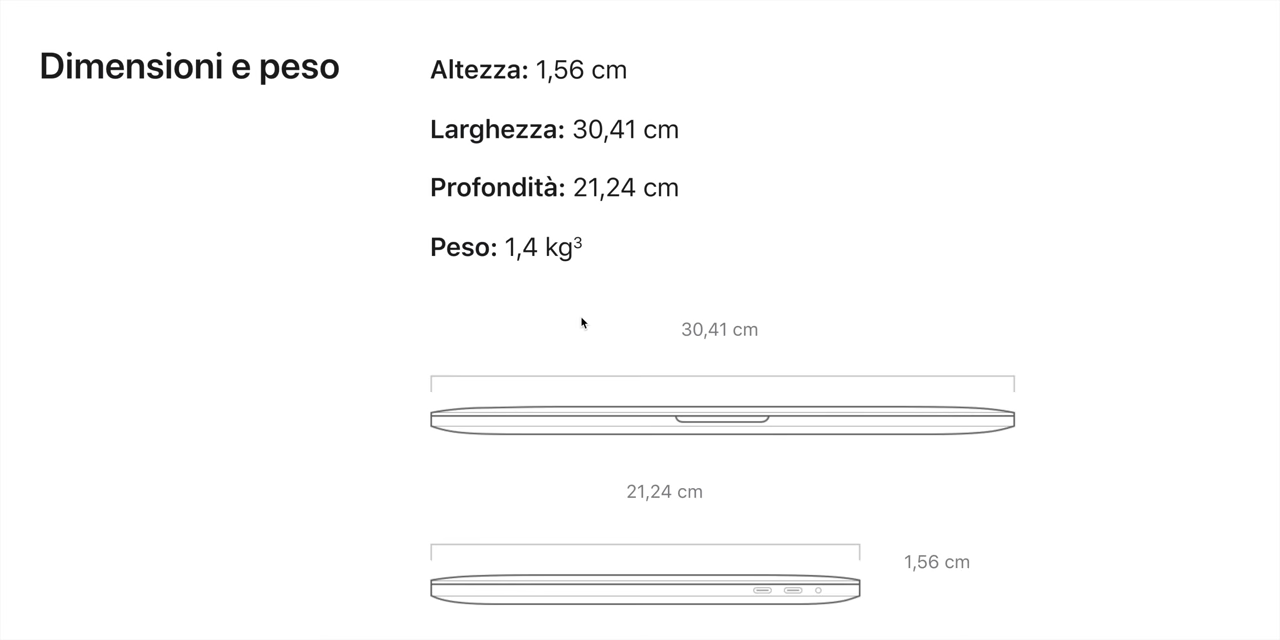 Dimensioni e peso
Altezza: 1,56 cm
Larghezza: 30,41 cm
Profondità: 21,24 cm
Peso: 1,4 kg³
30,41 cm
21,24 cm
1,56 cm